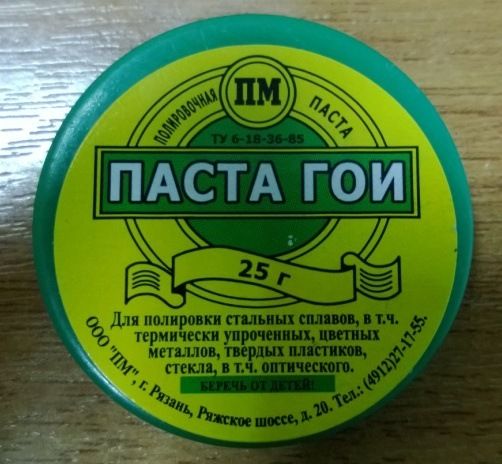 ПОЛИРОВОЧНАЯ ПМ ПАСТА
ТУ 6-18-36-85
ПАСТА ГОИ
25 г
Для полировки стальных сплавов, в т.ч.
термически упроченных, цветных
металлов, твердых пластиков,
стекла, в т.ч. оптического.
БЕРЕЧЬ ОТ ДЕТЕЙ!
ООО "ПМ", г. Рязань, Ряжское шоссе, д. 20. Тел.: (4912)27-17-55.